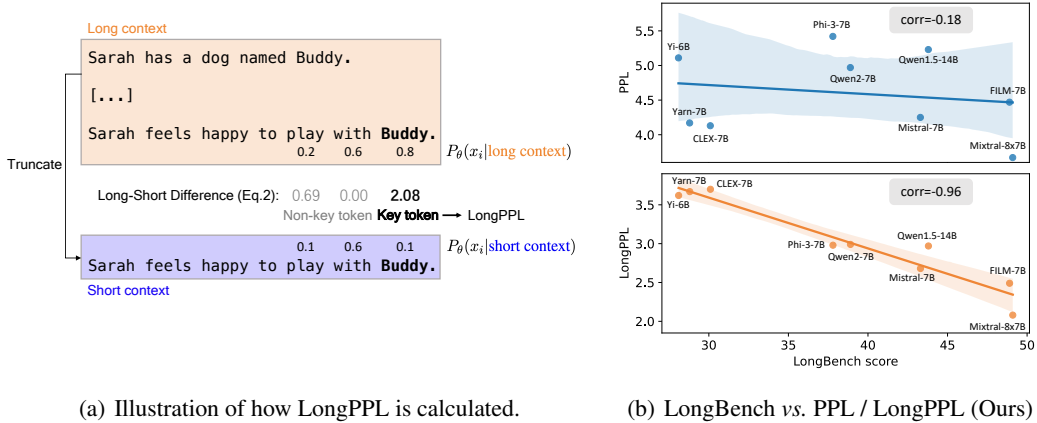 Long context
Sarah has a dog named Buddy.
[...]
Sarah feels happy to play with Buddy.
0.2 0.6 0.8
Pθ(xi|long context)
Truncate
Long-Short Difference (Eq.2): 0.69 0.00 2.08
Non-key token Key token → LongPPL
0.1 0.6 0.1
Pθ(xi|short context)
Sarah feels happy to play with Buddy.
Short context
(a) Illustration of how LongPPL is calculated.
corr=-0.18
PPL
5.5
5.0
4.5
4.0
Yi-6B
Phi-3-7B
Qwen2-7B
Qwen1.5-14B
Yarn-7B
CLEX-7B
Mistral-7B
FILM-7B
Mixtral-8x7B
corr=-0.96
LongPPL
3.5
3.0
2.5
2.0
Yarn-7B
CLEX-7B
Yi-6B
Phi-3-7B
Qwen2-7B
Qwen1.5-14B
Mistral-7B
FILM-7B
Mixtral-8x7B
30 35 40 45 50
LongBench score
(b) LongBench vs. PPL / LongPPL (Ours)